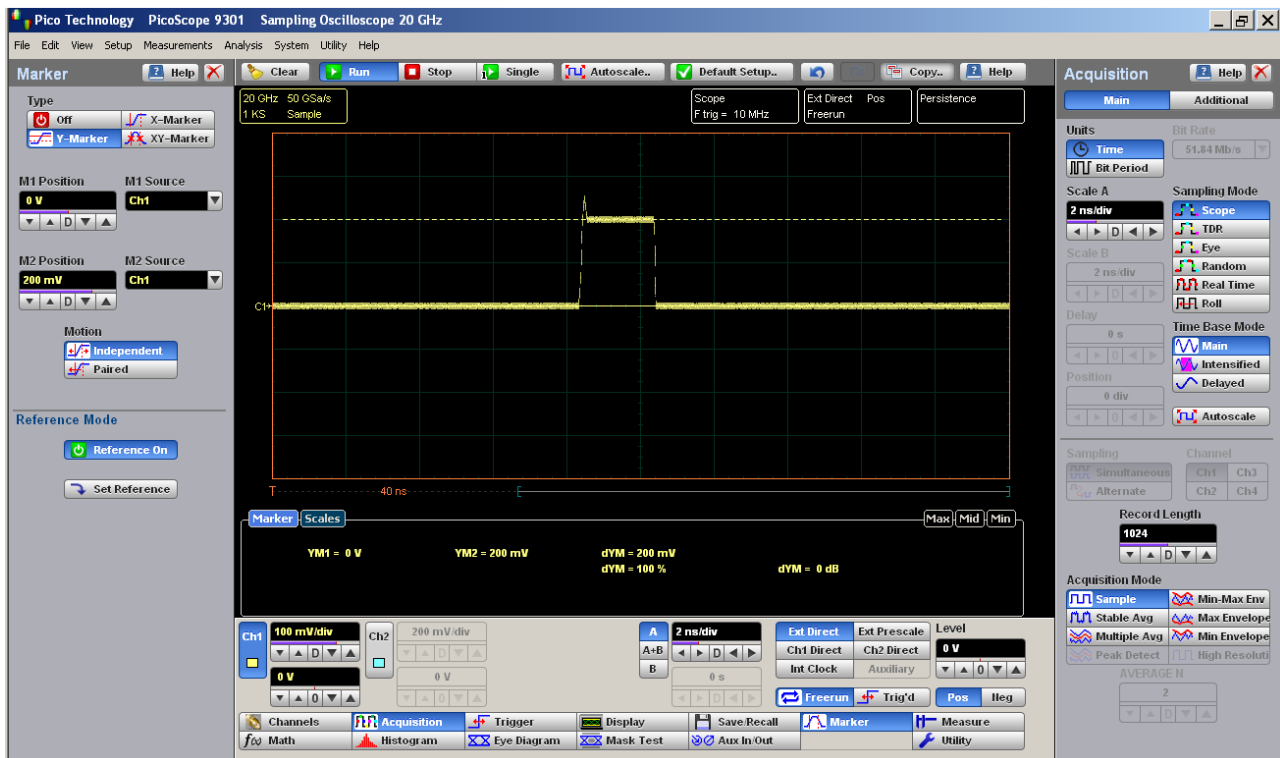 Pico Technology PicoScope 9301 Sampling Oscilloscope 20 GHz
File Edit View Setup Measurements Analysis System Utility Help
Marker Help
Type
Off X-Marker
Y-Marker XY-Marker
M1 Position M1 Source
0 V Ch1
D
M2 Position M2 Source
200 mV Ch1
D
Motion
Independent
Paired
Reference Mode
Reference On
Set Reference
Clear Run Stop Single Autoscale.. Default Setup.. Copy.. Help
20 GHz 50 GSa/s
1 KS Sample
Scope
F trig = 10 MHz
Ext Direct Pos
Freerun
Persistence
C1
T 40 ns
Marker Scales Max Mid Min
YM1 = 0 V YM2 = 200 mV dYM = 200 mV
dYM = 100 % dYM = 0 dB
Ch1 100 mV/div Ch2 200 mV/div
D D
0 V 0 V
0 0
A 2 ns/div
A+B D
B 0 s
0
Ext Direct Ext Prescale Level
Ch1 Direct Ch2 Direct 0 V
Int Clock Auxiliary 0
Freerun Trig'd Pos Neg
Channels Acquisition Trigger Display Save/Recall Marker Measure
f(x) Math Histogram Eye Diagram Mask Test Aux In/Out Utility
Acquisition Help
Main Additional
Units Bit Rate
Time 51.84 Mb/s
Bit Period
Scale A Sampling Mode
2 ns/div Scope
D TDR
Scale B Eye
2 ns/div Random
D Real Time
Roll
Delay Time Base Mode
0 s Main
0 Intensified
Position Delayed
0 div
0 Autoscale
Sampling Channel
Simultaneous Ch1 Ch3
Alternate Ch2 Ch4
Record Length
1024
D
Acquisition Mode
Sample Min-Max Env
Stable Avg Max Envelope
Multiple Avg Min Envelope
Peak Detect High Resoluti
AVERAGE N
2
D